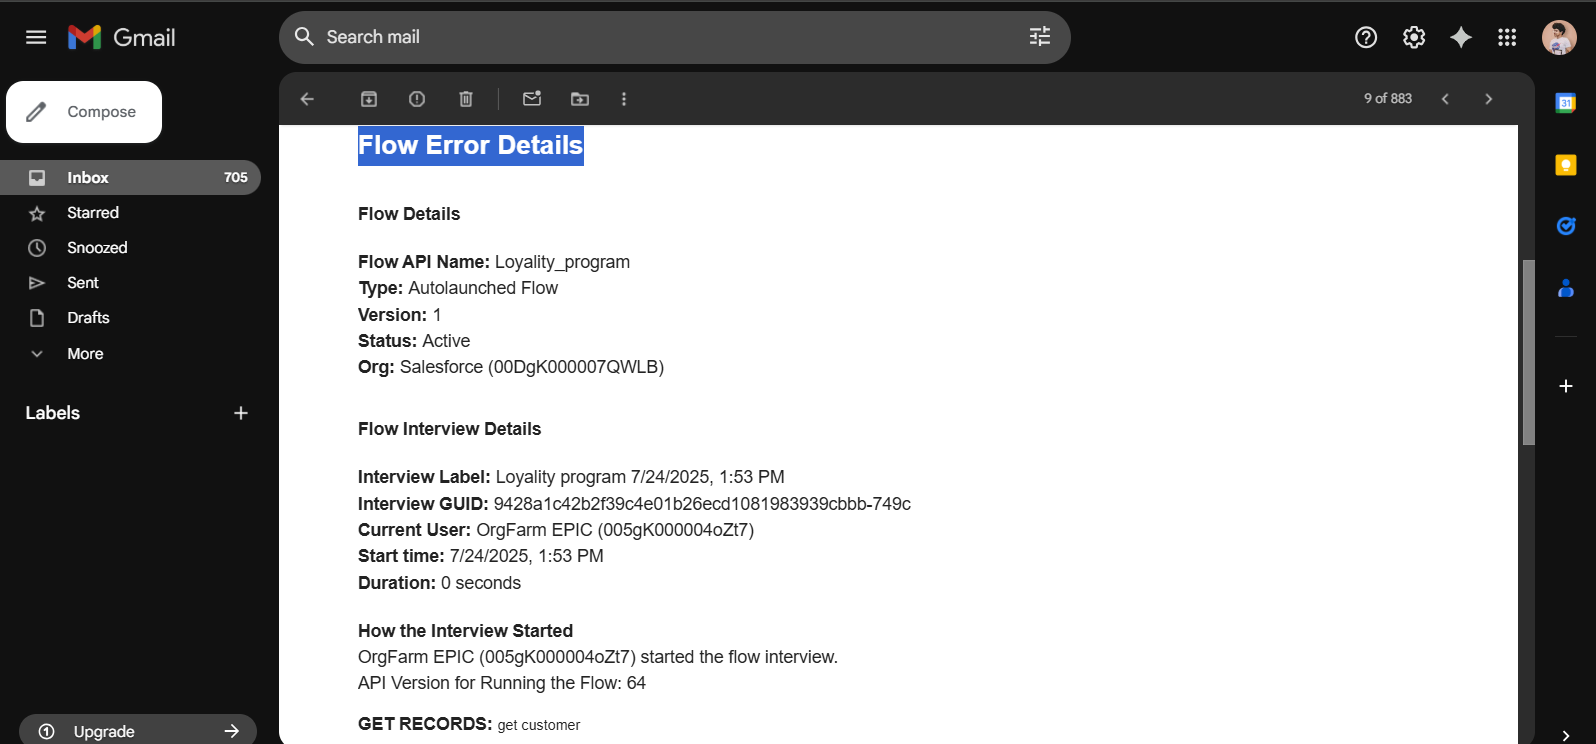 Gmail
Search mail
Compose
9 of 883
31
Inbox 705
Starred
Snoozed
Sent
Drafts
More
Labels
Upgrade
Flow Error Details
Flow Details
Flow API Name: Loyality_program
Type: Autolaunched Flow
Version: 1
Status: Active
Org: Salesforce (00DgK000007QWLB)
Flow Interview Details
Interview Label: Loyality program 7/24/2025, 1:53 PM
Interview GUID: 9428a1c42b2f39c4e01b26ecd1081983939cbbb-749c
Current User: OrgFarm EPIC (005gK000004oZt7)
Start time: 7/24/2025, 1:53 PM
Duration: 0 seconds
How the Interview Started
OrgFarm EPIC (005gK000004oZt7) started the flow interview.
API Version for Running the Flow: 64
GET RECORDS: get customer